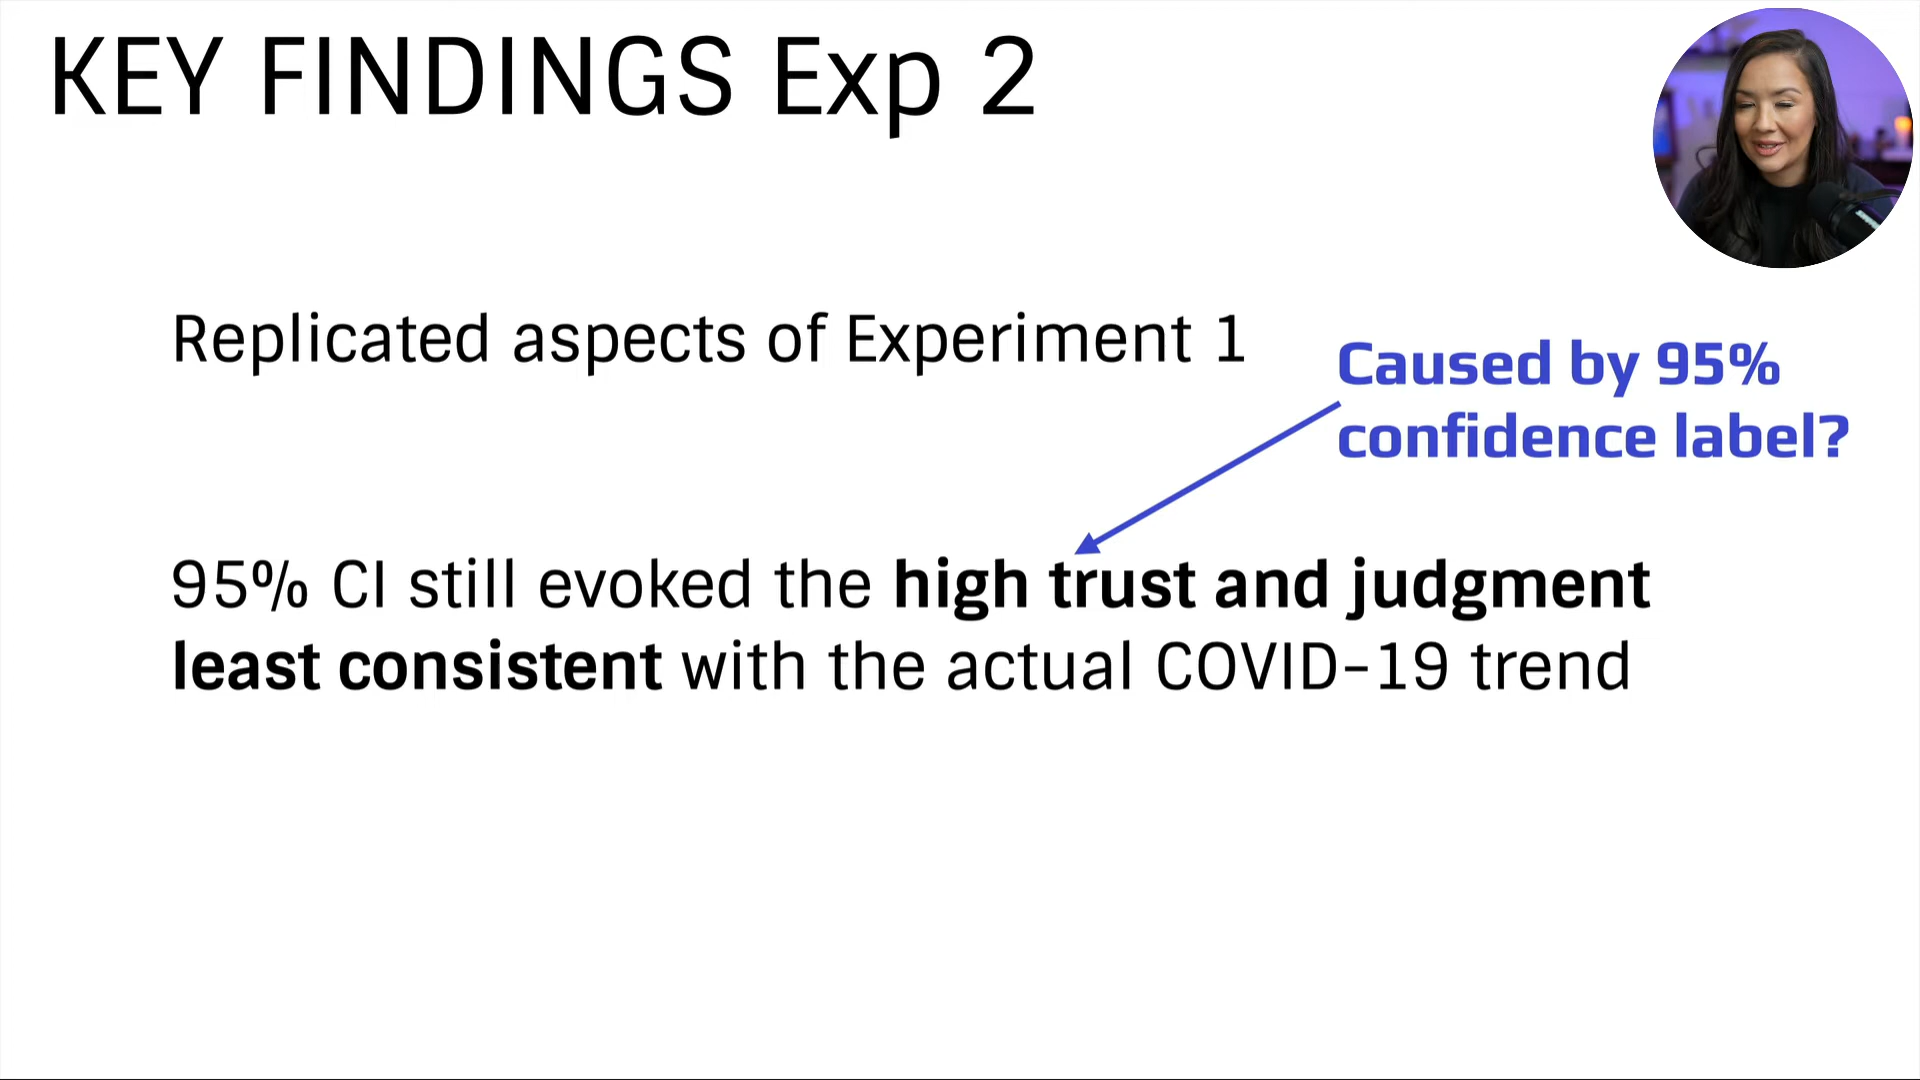 KEY FINDINGS Exp 2
Replicated aspects of Experiment 1
Caused by 95%
confidence label?
95% CI still evoked the high trust and judgment
least consistent with the actual COVID-19 trend